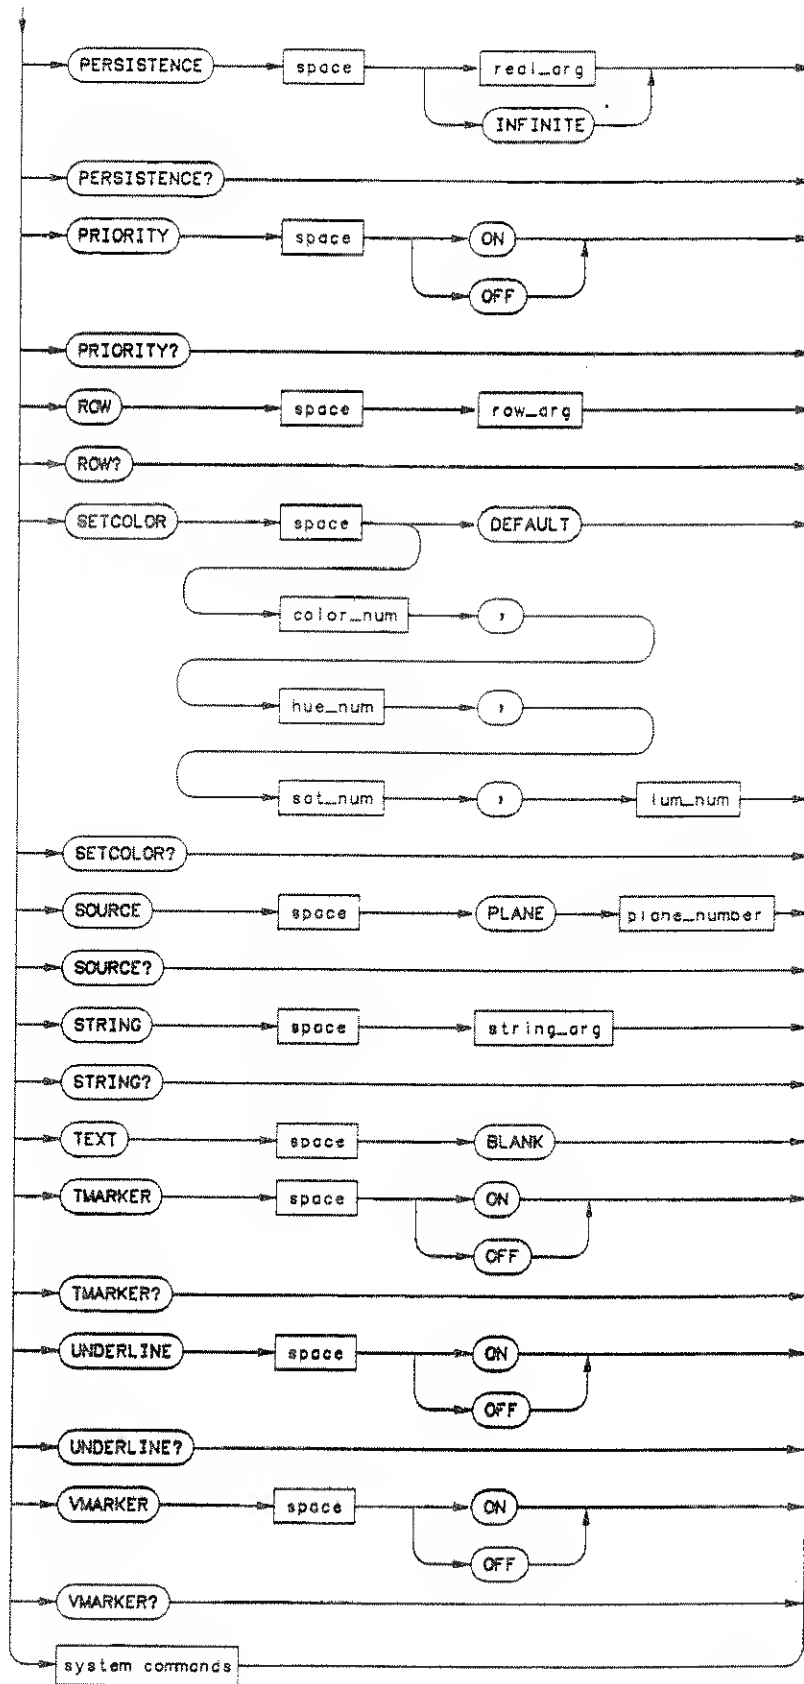 PERSISTENCE space real_arg
INFINITE
PERSISTENCE?
PRIORITY space ON
OFF
PRIORITY?
ROW space row_arg
ROW?
SETCOLOR space DEFAULT
color_num ,
hue_num ,
sat_num , lum_num
SETCOLOR?
SOURCE space PLANE plane_number
SOURCE?
STRING space string_arg
STRING?
TEXT space BLANK
TMARKER space ON
OFF
TMARKER?
UNDERLINE space ON
OFF
UNDERLINE?
VMARKER space ON
OFF
VMARKER?
system commands